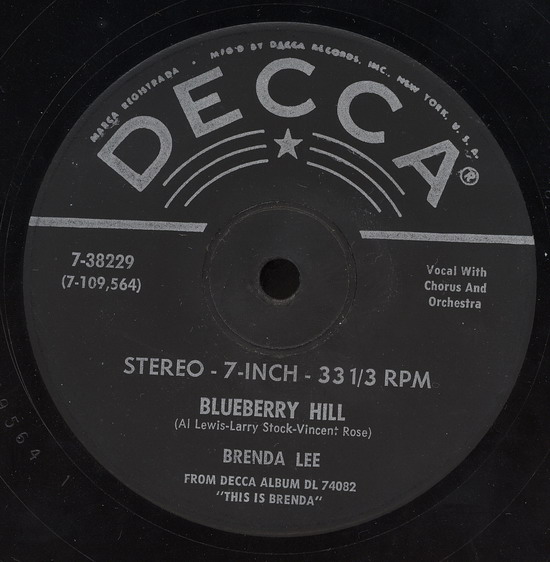 MARCA REGISTRADA • MFG'D BY DECCA RECORDS, INC., NEW YORK, U. S. A.
DECCA®
7-38229
(7-109,564)
Vocal With
Chorus And
Orchestra
STEREO - 7-INCH - 33 1/3 RPM
BLUEBERRY HILL
(Al Lewis-Larry Stock-Vincent Rose)
BRENDA LEE
FROM DECCA ALBUM DL 74082
"THIS IS BRENDA"